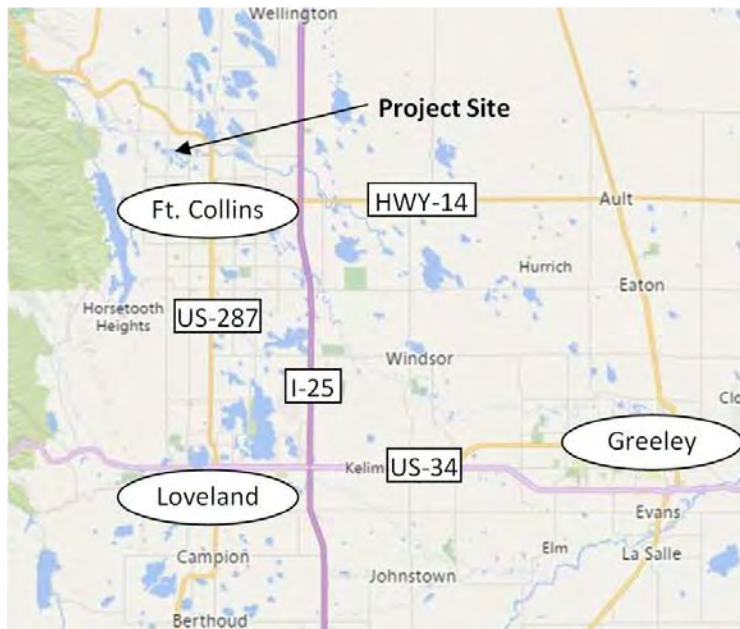 Wellington
Project Site
Ft. Collins
HWY-14
Ault
Hurrich
Eaton
Horsetooth
Heights
US-287
Windsor
I-25
Clo
Greeley
Kelim
US-34
Loveland
Evans
Elm
La Salle
Campion
Johnstown
Berthoud